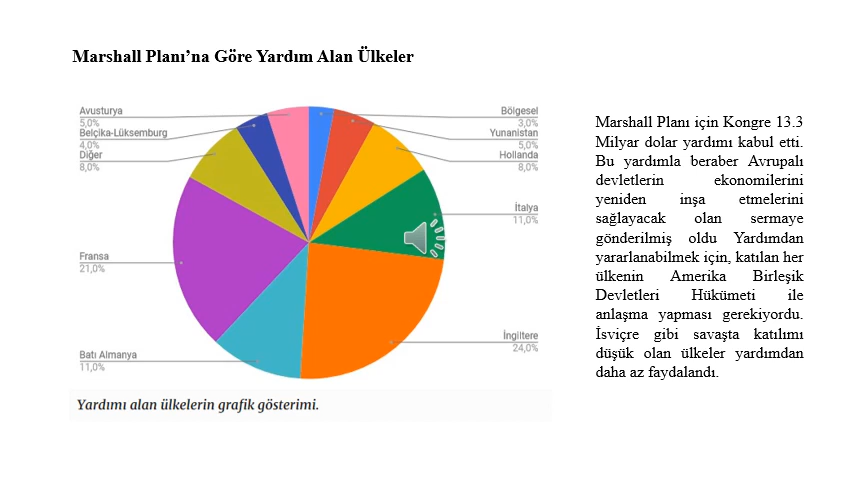 Marshall Planı’na Göre Yardım Alan Ülkeler
Avusturya
5,0%
Belçika-Lüksemburg
4,0%
Diğer
8,0%
Fransa
21,0%
Batı Almanya
11,0%
Bölgesel
3,0%
Yunanistan
5,0%
Hollanda
8,0%
İtalya
11,0%
İngiltere
24,0%
Yardımı alan ülkelerin grafik gösterimi.
Marshall Planı için Kongre 13.3
Milyar dolar yardımı kabul etti.
Bu yardımla beraber Avrupalı
devletlerin ekonomilerini
yeniden inşa etmelerini
sağlayacak olan sermaye
gönderilmiş oldu Yardımdan
yararlanabilmek için, katılan her
ülkenin Amerika Birleşik
Devletleri Hükümeti ile
anlaşma yapması gerekiyordu.
İsviçre gibi savaşta katılımı
düşük olan ülkeler yardımdan
daha az faydalandı.